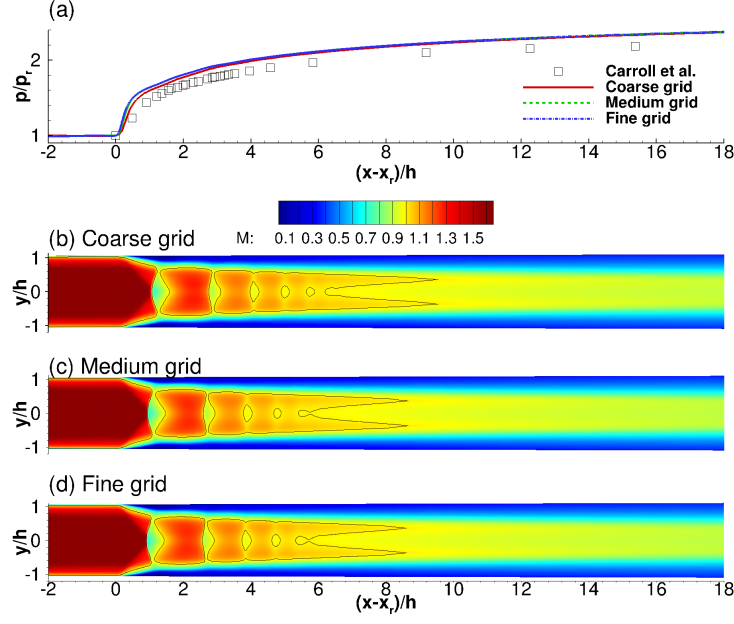 (a)
p/p_r
2
1
Carroll et al.
Coarse grid
Medium grid
Fine grid
-2 0 2 4 6 8 10 12 14 16 18
(x-x_r)/h
M: 0.1 0.3 0.5 0.7 0.9 1.1 1.3 1.5
(b) Coarse grid
y/h
1
0
-1
(c) Medium grid
y/h
1
0
-1
(d) Fine grid
y/h
1
0
-1
-2 0 2 4 6 8 10 12 14 16 18
(x-x_r)/h